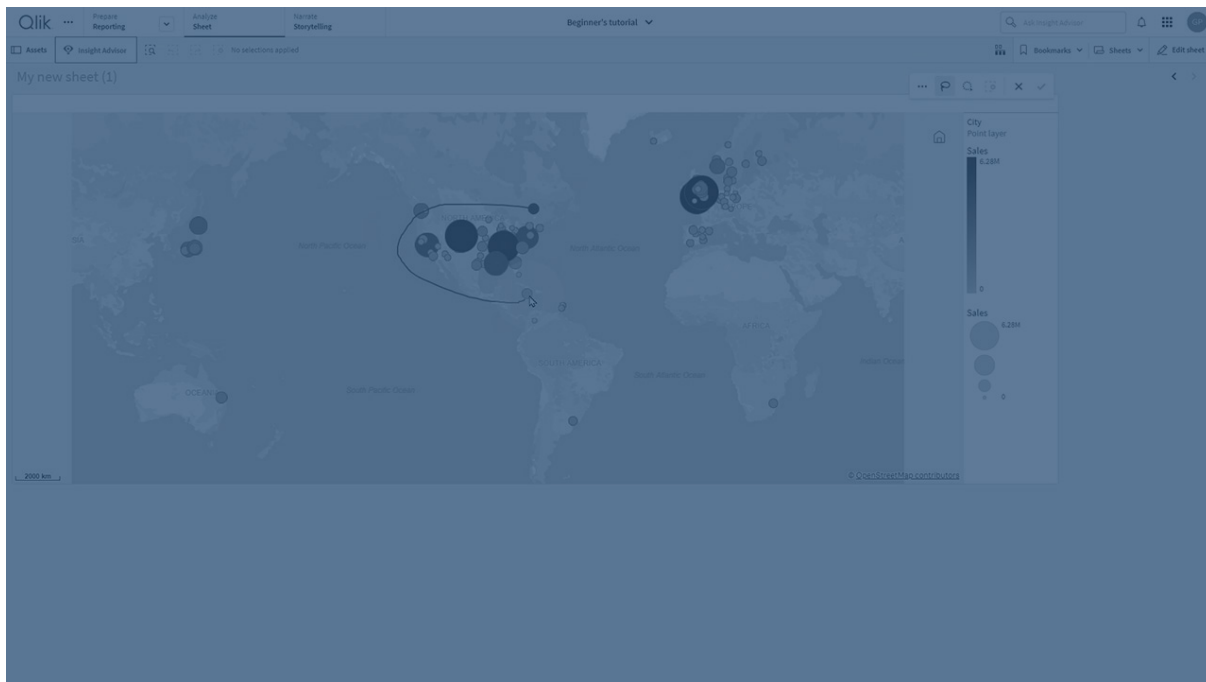 Qlik
Prepare
Reporting
Analyze
Sheet
Narrate
Storytelling
Beginner's tutorial
Ask Insight Advisor
Assets
Insight Advisor
No selections applied
Bookmarks
Sheets
Edit sheet
My new sheet (1)
City
Point layer
Sales
6.28M
0
NORTH AMERICA
North Pacific Ocean
North Atlantic Ocean
AFRICA
SOUTH AMERICA
Indian Ocean
South Atlantic Ocean
South Pacific Ocean
OCEANIA
Sales
6.28M
0
2000 km
© OpenStreetMap contributors